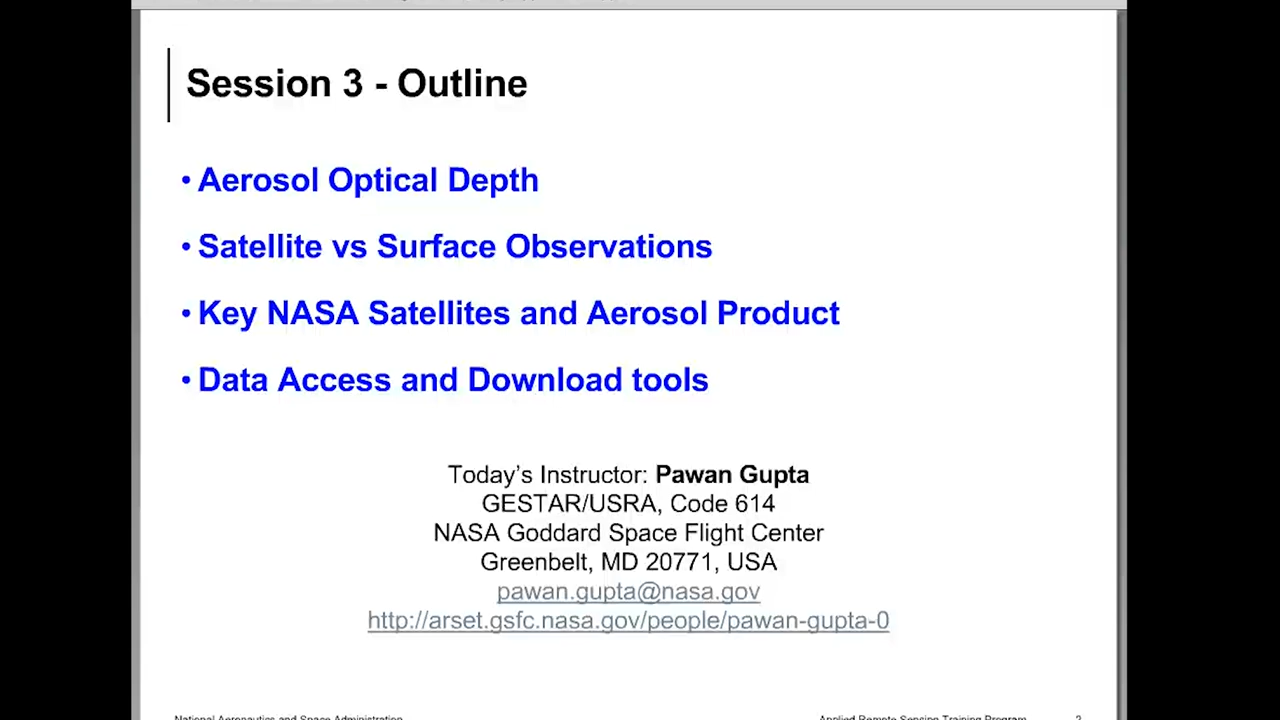 Session 3 - Outline
• Aerosol Optical Depth
• Satellite vs Surface Observations
• Key NASA Satellites and Aerosol Product
• Data Access and Download tools
Today's Instructor: Pawan Gupta
GESTAR/USRA, Code 614
NASA Goddard Space Flight Center
Greenbelt, MD 20771, USA
pawan.gupta@nasa.gov
http://arset.gsfc.nasa.gov/people/pawan-gupta-0
National Aeronautics and Space Administration Applied Remote Sensing Training Program 2